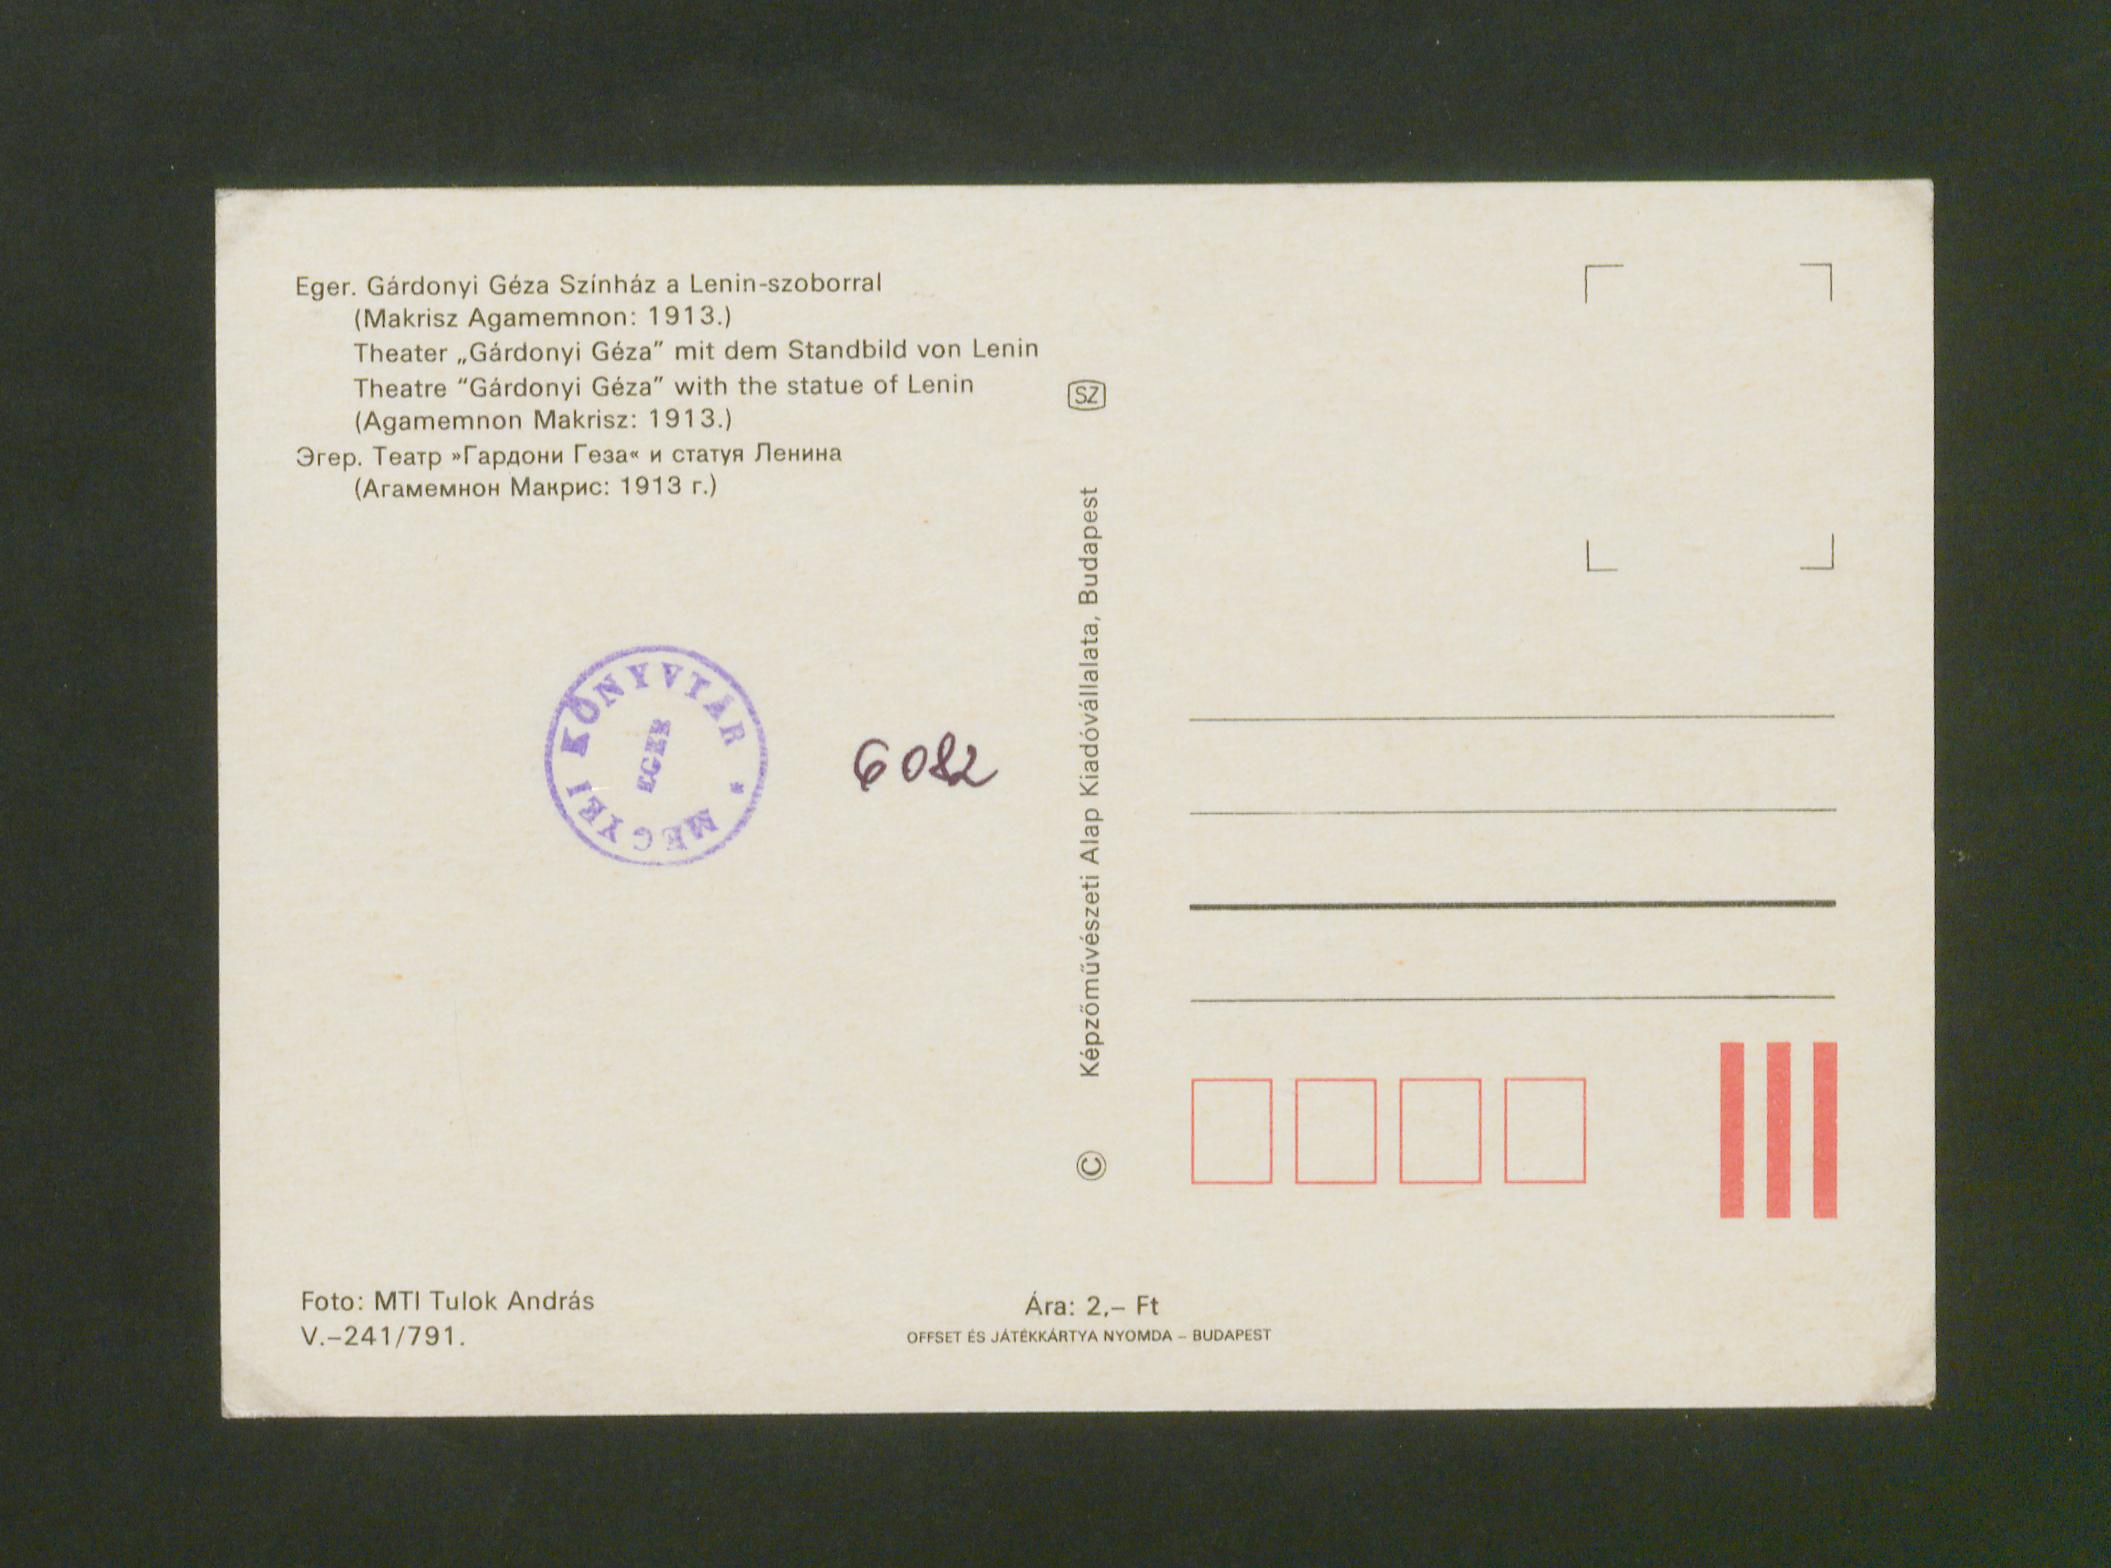 Eger. Gárdonyi Géza Színház a Lenin-szoborral
(Makrisz Agamemnon: 1913.)
Theater „Gárdonyi Géza” mit dem Standbild von Lenin
Theatre “Gárdonyi Géza” with the statue of Lenin
(Agamemnon Makrisz: 1913.)
Эгер. Театр »Гардони Геза« и статуя Ленина
(Агамемнон Макрис: 1913 г.)
SZ
© Képzőművészeti Alap Kiadóvállalata, Budapest
MEGYEI KÖNYVTÁR *
EGER
6082
Foto: MTI Tulok András
V.–241/791.
Ára: 2,– Ft
OFFSET ÉS JÁTÉKKÁRTYA NYOMDA – BUDAPEST